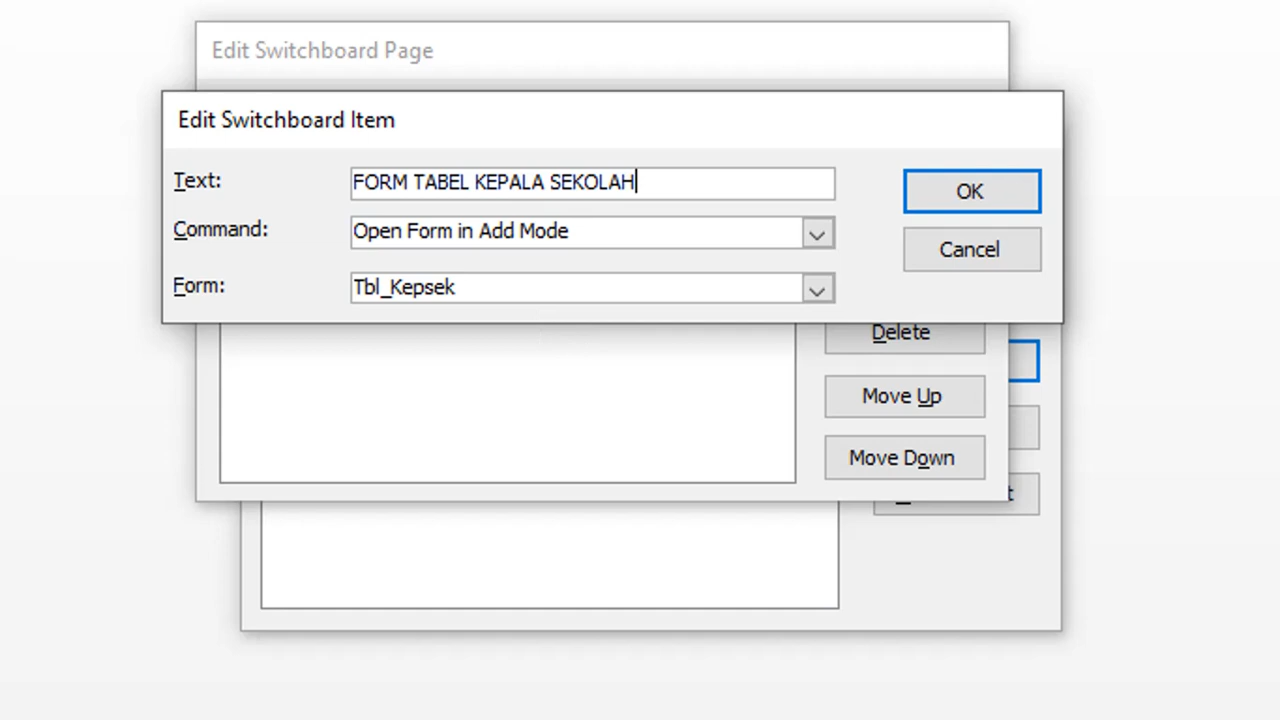 Edit Switchboard Page
Edit Switchboard Item
Text: FORM TABEL KEPALA SEKOLAH OK
Command: Open Form in Add Mode Cancel
Form: Tbl_Kepsek
Delete
Move Up
Move Down